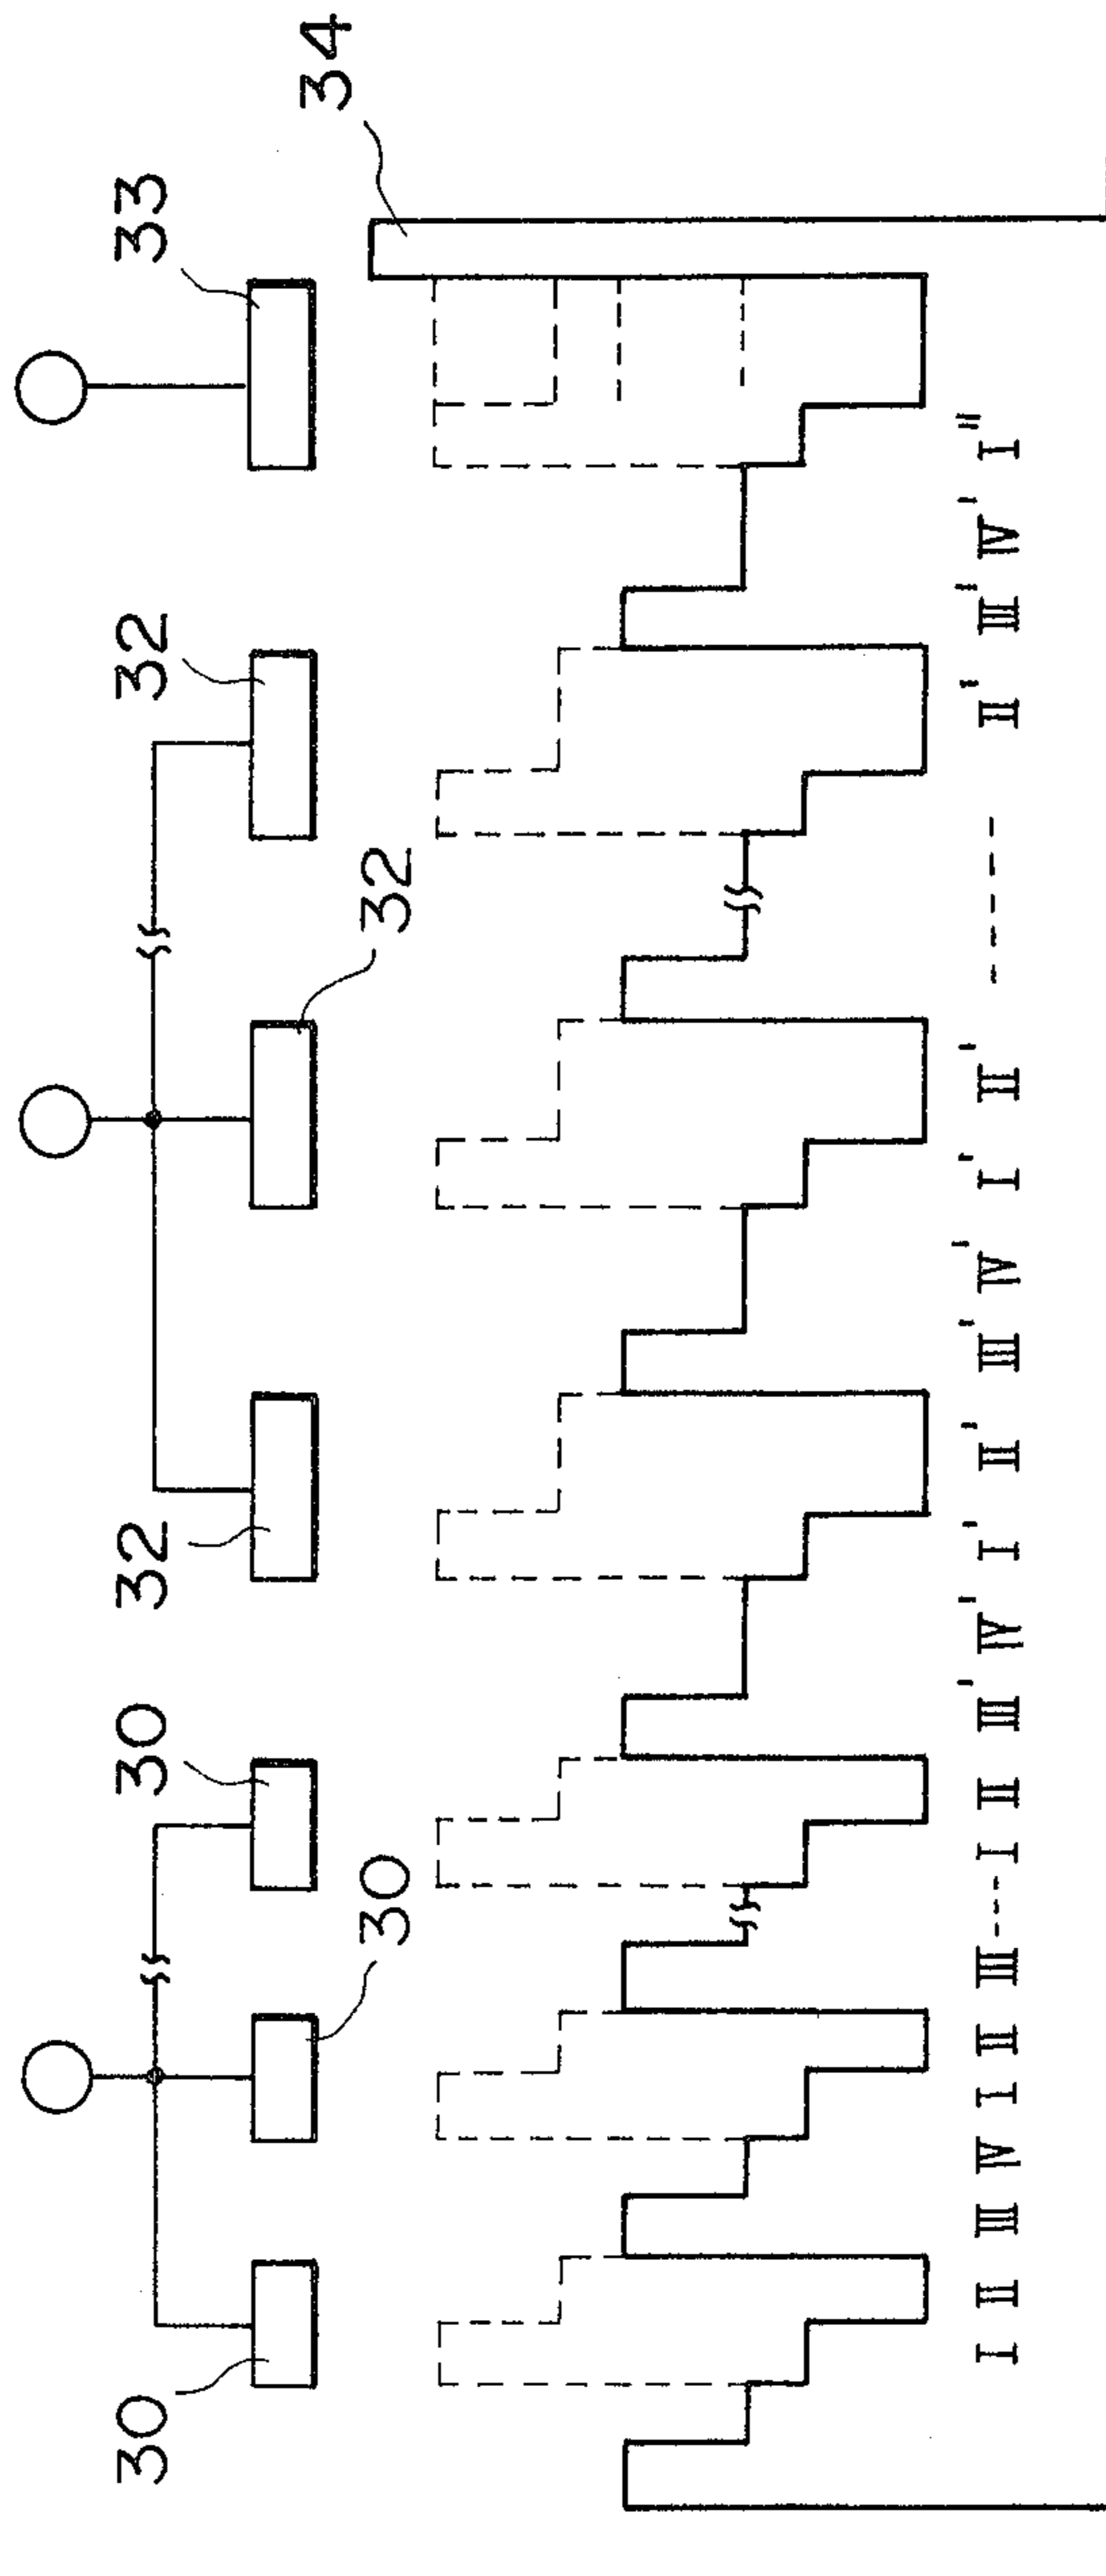 30 30 32 32 33
34
30 32
I II III IV I II III --- I II III' IV' I' II' III' IV' I' II' ----- II' III' IV' I"